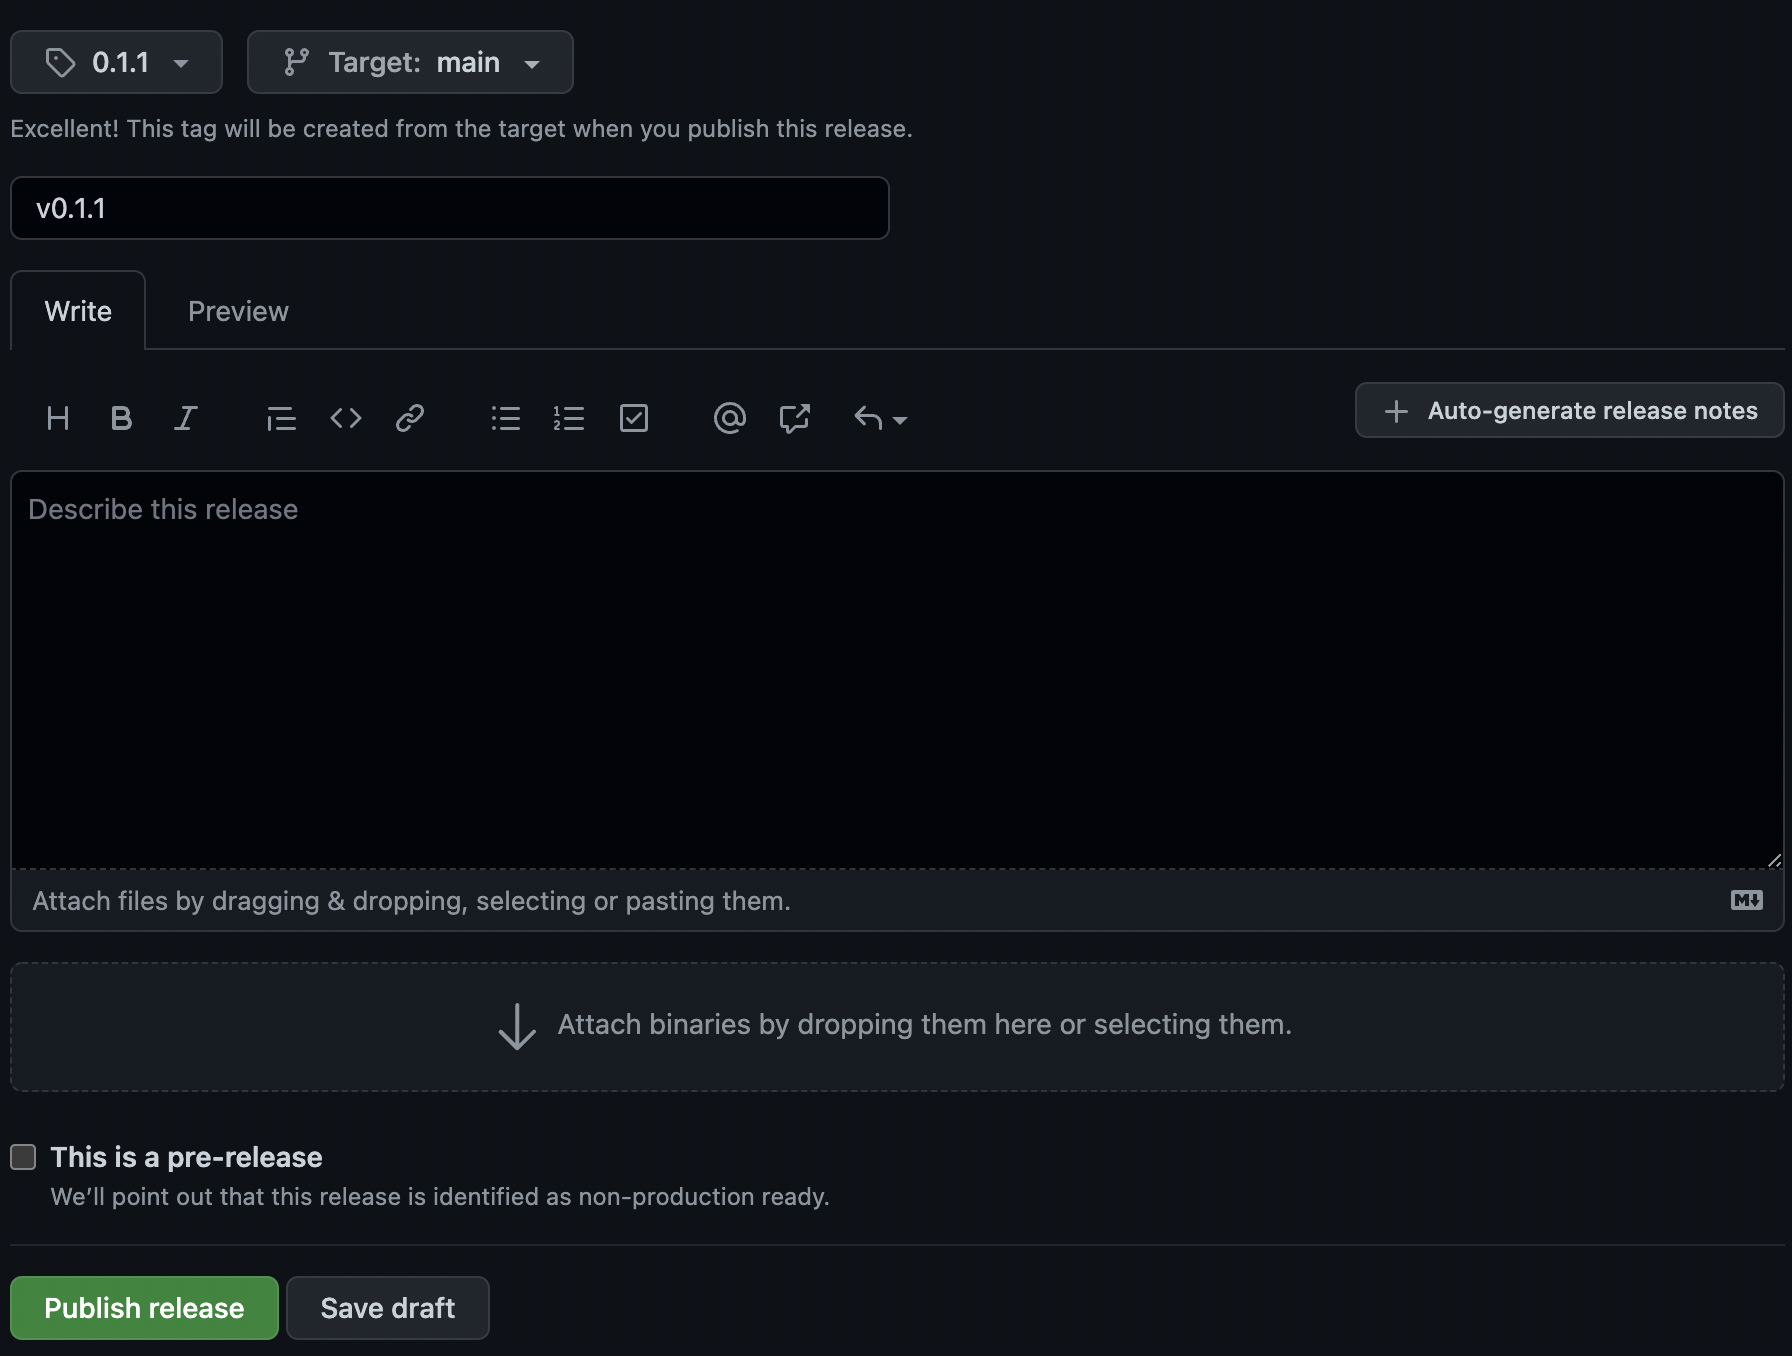 0.1.1 Target: main
Excellent! This tag will be created from the target when you publish this release.
v0.1.1
Write Preview
Auto-generate release notes
Describe this release
Attach files by dragging & dropping, selecting or pasting them.
Attach binaries by dropping them here or selecting them.
This is a pre-release
We’ll point out that this release is identified as non-production ready.
Publish release Save draft